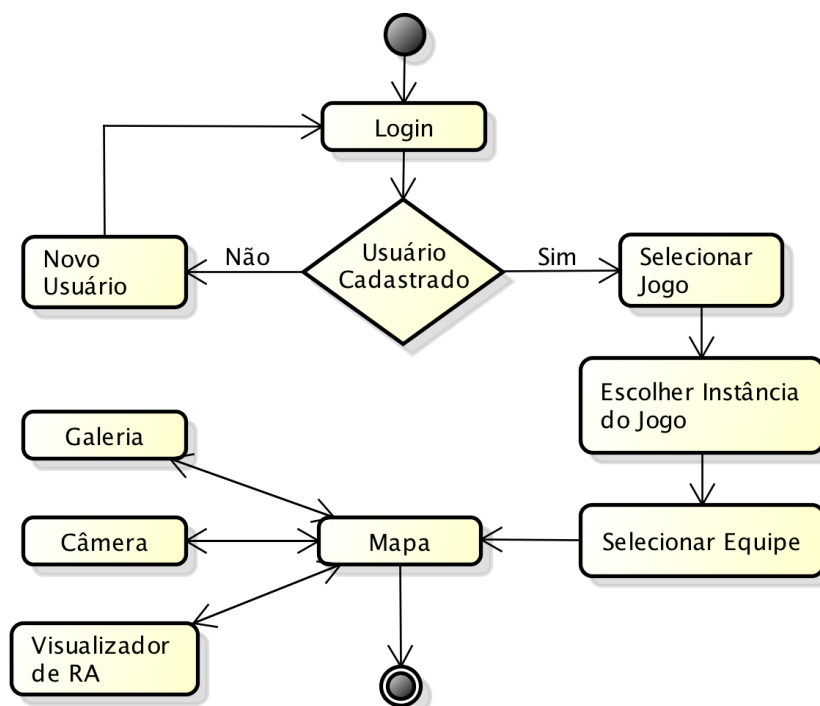 Login
Usuário
Cadastrado
Não
Sim
Novo
Usuário
Selecionar
Jogo
Escolher Instância
do Jogo
Selecionar Equipe
Mapa
Galeria
Câmera
Visualizador
de RA